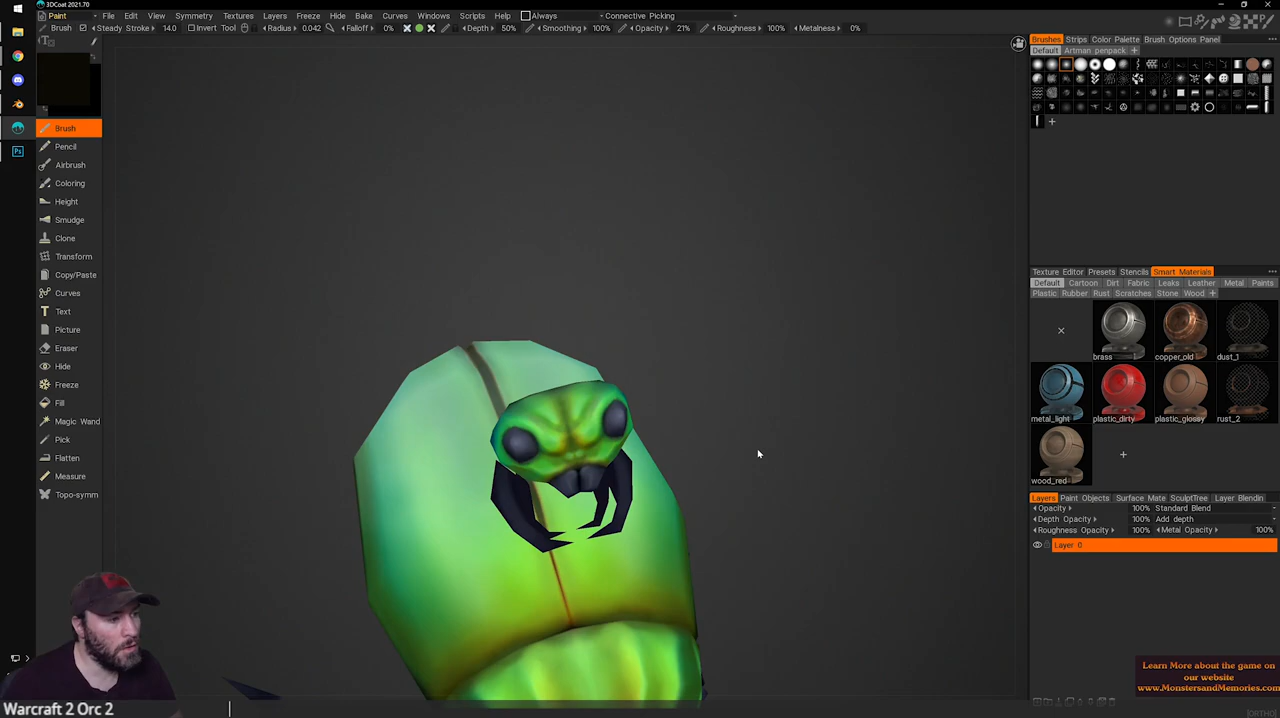 3DCoat 2021.70
Paint File Edit View Symmetry Textures Layers Freeze Hide Bake Curves Windows Scripts Help Always Connective Picking
Brush Steady Stroke 14.0 Invert Tool Radius 0.042 Falloff 0% Depth 50% Smoothing 100% Opacity 21% Roughness 100% Metalness 0%
Brushes Strips Color Palette Brush Options Panel
Default Artman penpack
Brush
Pencil
Airbrush
Coloring
Height
Smudge
Clone
Transform
Copy/Paste
Curves
Text
Picture
Eraser
Hide
Freeze
Fill
Magic Wand
Pick
Flatten
Measure
Topo-symm
Texture Editor Presets Stencils Smart Materials
Default Cartoon Dirt Fabric Leaks Leather Metal Paints
Plastic Rubber Rust Scratches Stone Wood
brass copper_old dust_1
metal_light plastic_dirty plastic_glossy rust_2
wood_red
Layers Paint Objects Surface Mate SculptTree Layer Blendin
Opacity 100% Standard Blend
Depth Opacity 100% Add depth
Roughness Opacity 100% Metal Opacity 100%
Layer 0
Learn More about the game on our website
www.MonstersandMemories.com
Warcraft 2 Orc 2
[ORTHO]